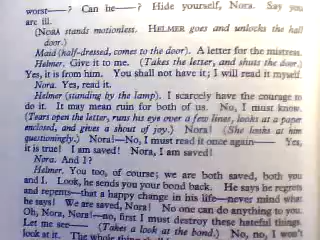 worst——? Can he——? Hide yourself, Nora. Say you
are ill.
(NORA stands motionless. HELMER goes and unlocks the hall
door.)
Maid (half-dressed, comes to the door). A letter for the mistress.
Helmer. Give it to me. (Takes the letter, and shuts the door.)
Yes, it is from him. You shall not have it; I will read it myself.
Nora. Yes, read it.
Helmer (standing by the lamp). I scarcely have the courage to
do it. It may mean ruin for both of us. No, I must know.
(Tears open the letter, runs his eye over a few lines, looks at a paper
enclosed, and gives a shout of joy.) Nora! (She looks at him
questioningly.) Nora!—No, I must read it once again—— Yes,
it is true! I am saved! Nora, I am saved!
Nora. And I?
Helmer. You too, of course; we are both saved, both you
and I. Look, he sends you your bond back. He says he regrets
and repents—that a happy change in his life—never mind what
he says! We are saved, Nora! No one can do anything to you.
Oh, Nora, Nora!—no, first I must destroy these hateful things.
Let me see——. (Takes a look at the bond.) No, no, I won't
look at it. The whole thing shall